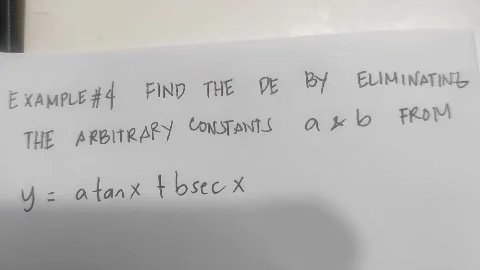 EXAMPLE #4 FIND THE DE BY ELIMINATING
THE ARBITRARY CONSTANTS a & b FROM
y = a tan x + b sec x